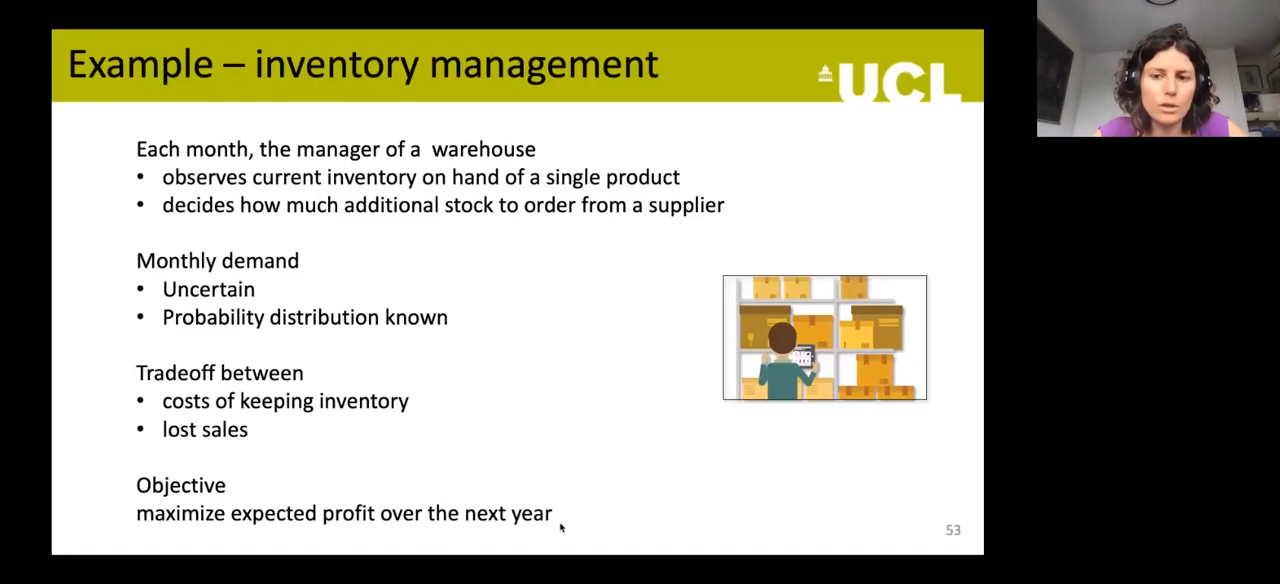 Example – inventory management
UCL
Each month, the manager of a warehouse
• observes current inventory on hand of a single product
• decides how much additional stock to order from a supplier
Monthly demand
• Uncertain
• Probability distribution known
Tradeoff between
• costs of keeping inventory
• lost sales
Objective
maximize expected profit over the next year
53